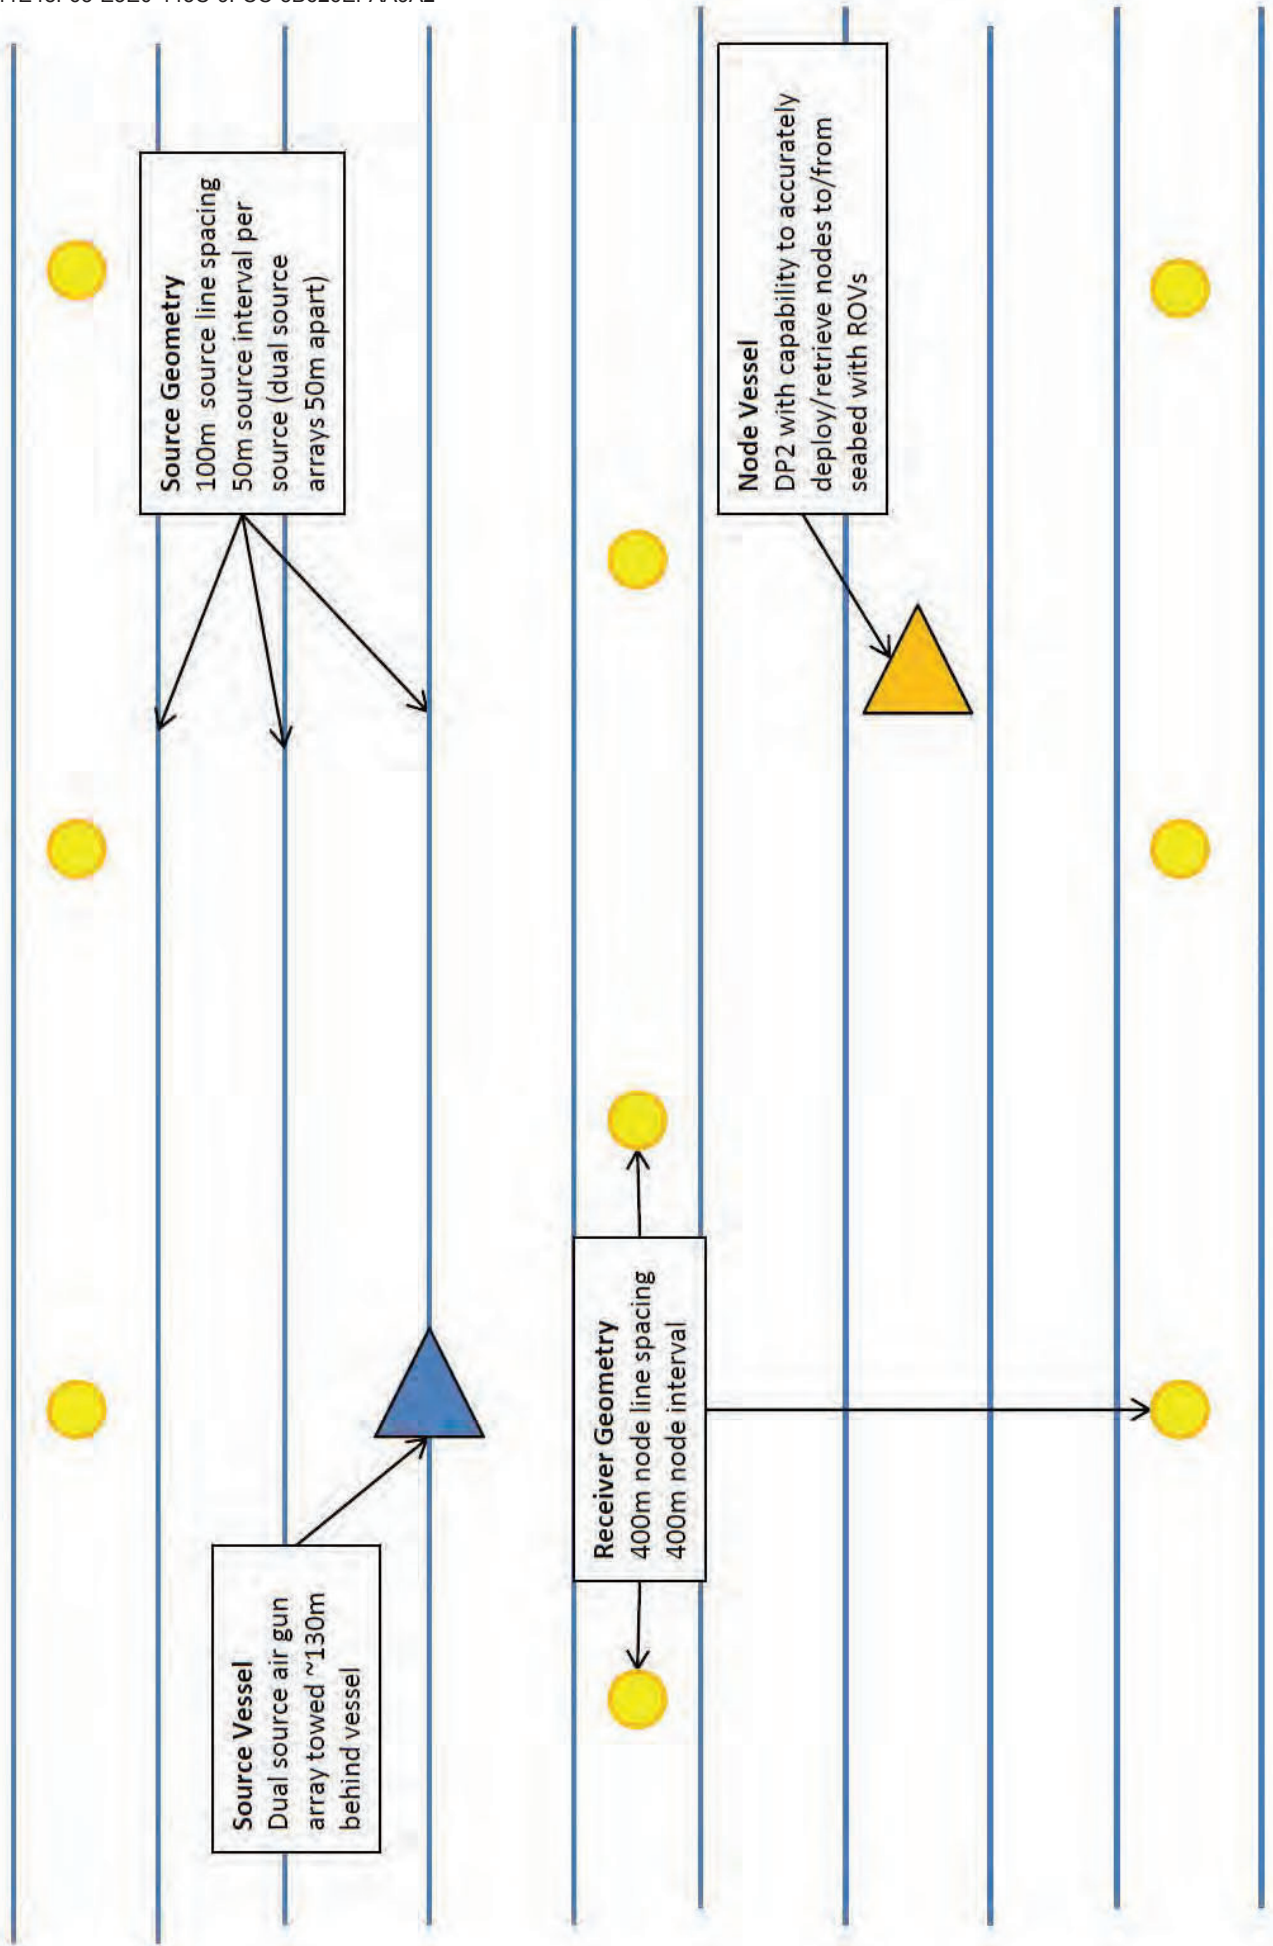 Source Geometry
100m source line spacing
50m source interval per
source (dual source
arrays 50m apart)
Node Vessel
DP2 with capability to accurately
deploy/retrieve nodes to/from
seabed with ROVs
Source Vessel
Dual source air gun
array towed ~130m
behind vessel
Receiver Geometry
400m node line spacing
400m node interval